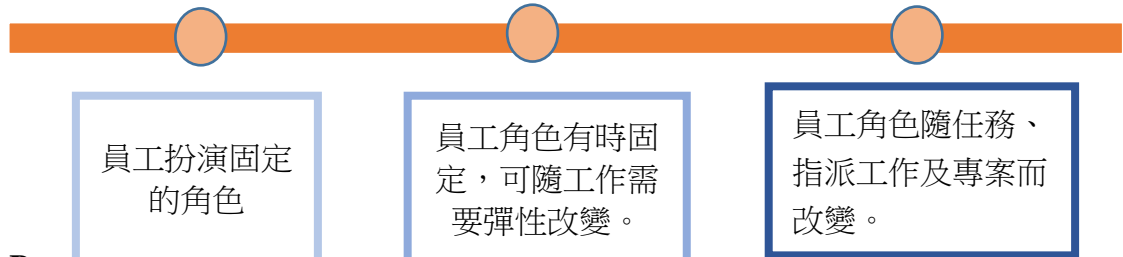 員工扮演固定
的角色
員工角色有時固
定，可隨工作需
要彈性改變。
員工角色隨任務、
指派工作及專案而
改變。